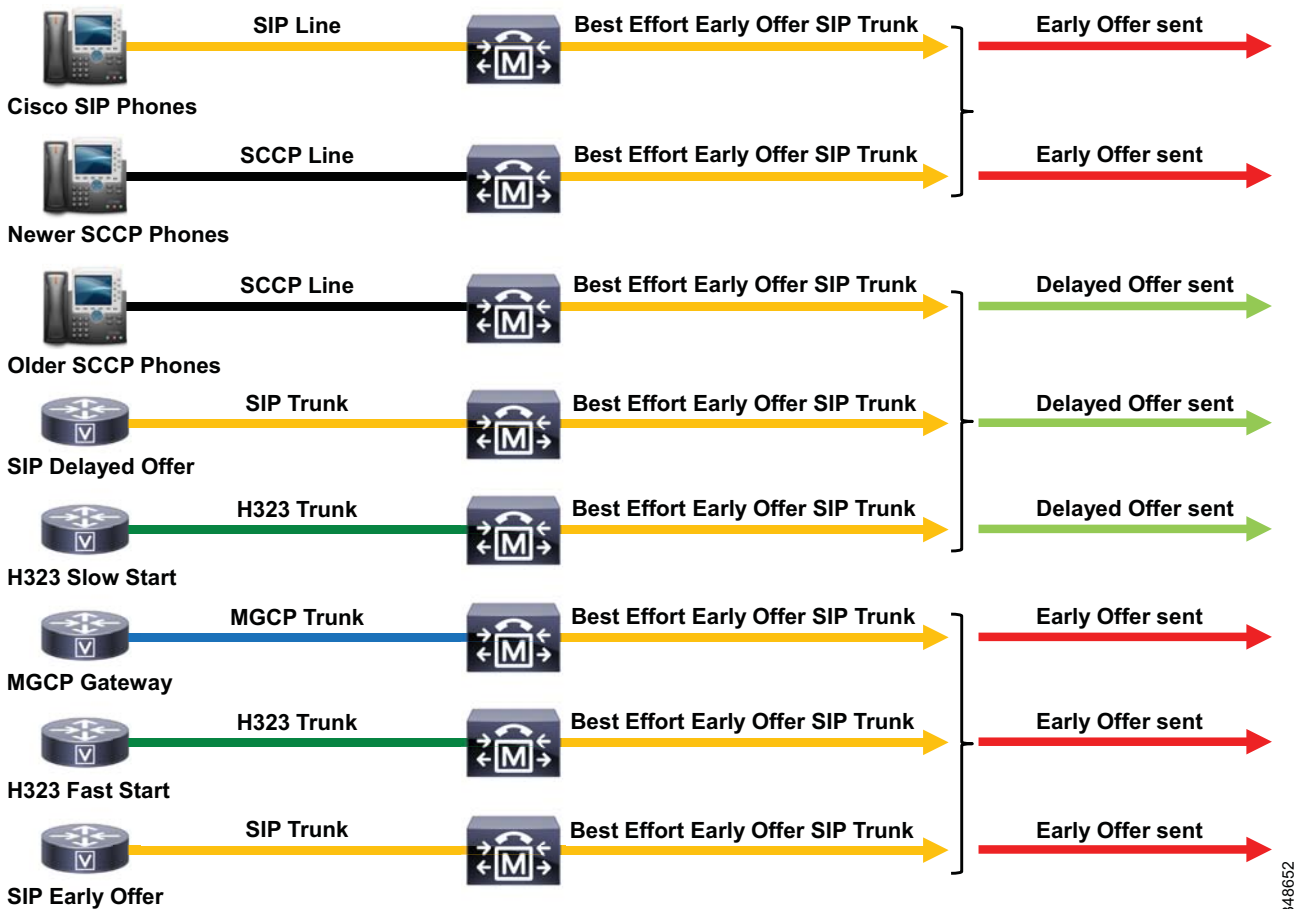 SIP Line
Best Effort Early Offer SIP Trunk
Early Offer sent
M
Cisco SIP Phones
SCCP Line
Best Effort Early Offer SIP Trunk
Early Offer sent
M
Newer SCCP Phones
SCCP Line
Best Effort Early Offer SIP Trunk
Delayed Offer sent
M
Older SCCP Phones
SIP Trunk
Best Effort Early Offer SIP Trunk
Delayed Offer sent
V
M
SIP Delayed Offer
H323 Trunk
Best Effort Early Offer SIP Trunk
Delayed Offer sent
V
M
H323 Slow Start
MGCP Trunk
Best Effort Early Offer SIP Trunk
Early Offer sent
V
M
MGCP Gateway
H323 Trunk
Best Effort Early Offer SIP Trunk
Early Offer sent
V
M
H323 Fast Start
SIP Trunk
Best Effort Early Offer SIP Trunk
Early Offer sent
V
M
SIP Early Offer
348652